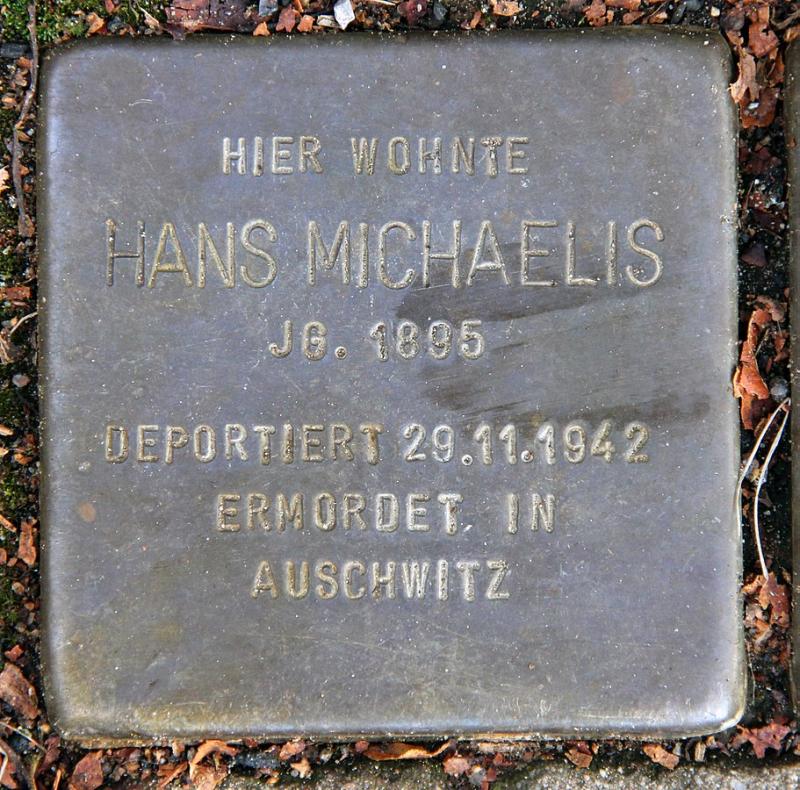 HIER WOHNTE
HANS MICHAELIS
JG. 1895
DEPORTIERT 29.11.1942
ERMORDET IN
AUSCHWITZ